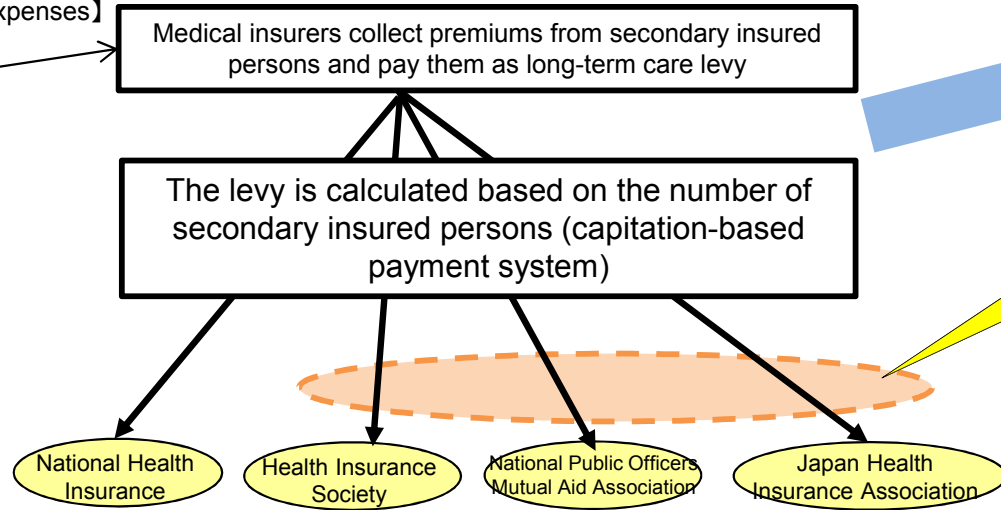 xpenses】
Medical insurers collect premiums from secondary insured
persons and pay them as long-term care levy
The levy is calculated based on the number of
secondary insured persons (capitation-based
payment system)
National Health
Insurance
Health Insurance
Society
National Public Officers
Mutual Aid Association
Japan Health
Insurance Association